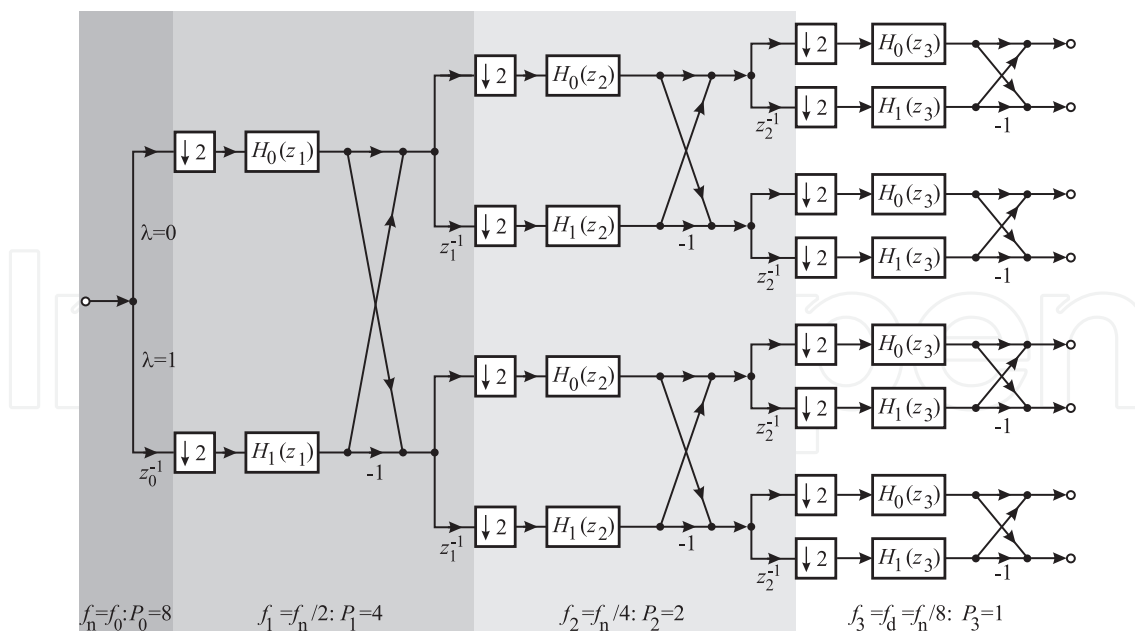 ↓2 H₀(z₃)
z₂⁻¹ ↓2 H₁(z₃) -1
↓2 H₀(z₂)
↓2 H₀(z₃)
z₁⁻¹ ↓2 H₁(z₂) -1
z₂⁻¹ ↓2 H₁(z₃) -1
↓2 H₀(z₁)
λ=0
λ=1
↓2 H₀(z₃)
↓2 H₀(z₂)
z₂⁻¹ ↓2 H₁(z₃) -1
z₀⁻¹ ↓2 H₁(z₁) -1
↓2 H₀(z₃)
z₁⁻¹ ↓2 H₁(z₂) -1
z₂⁻¹ ↓2 H₁(z₃) -1
fₙ=f₀:P₀=8 f₁=fₙ/2: P₁=4 f₂=fₙ/4: P₂=2 f₃=f_d=fₙ/8: P₃=1